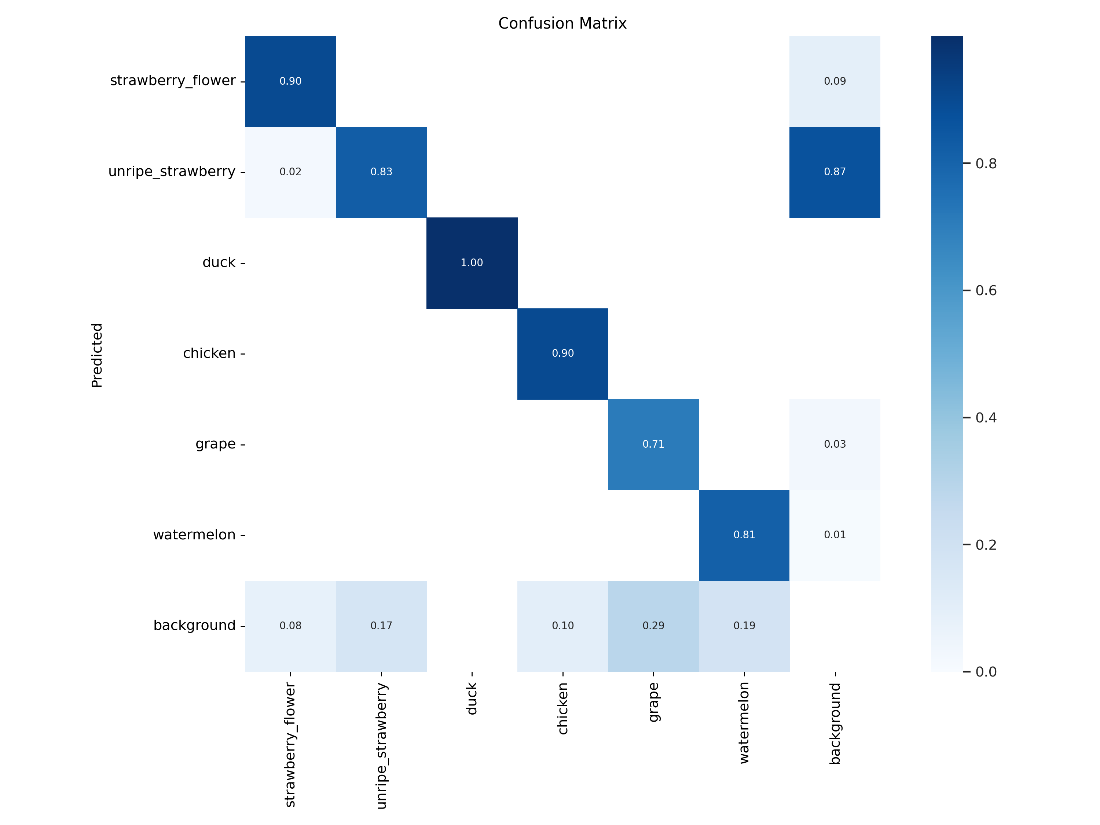 Confusion Matrix
strawberry_flower
0.90
0.09
unripe_strawberry
0.02
0.83
0.87
0.8
duck
1.00
0.6
Predicted
chicken
0.90
0.4
grape
0.71
0.03
watermelon
0.81
0.01
0.2
background
0.08
0.17
0.10
0.29
0.19
0.0
strawberry_flower
unripe_strawberry
duck
chicken
grape
watermelon
background